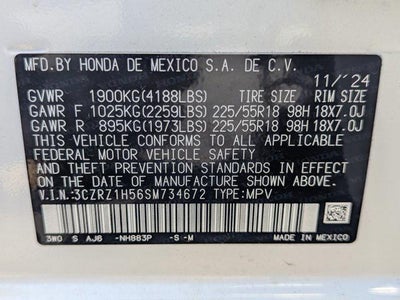 MFD.BY HONDA DE MEXICO S.A. DE C.V.
11/'24
GVWR 1900KG(4188LBS) TIRE SIZE RIM SIZE
GAWR F 1025KG(2259LBS) 225/55R18 98H 18X7.0J
GAWR R 895KG(1973LBS) 225/55R18 98H 18X7.0J
THIS VEHICLE CONFORMS TO ALL APPLICABLE
FEDERAL MOTOR VEHICLE SAFETY
AND THEFT PREVENTION STANDARDS IN EFFECT ON
THE DATE OF MANUFACTURE SHOWN ABOVE.
V.I.N.:3CZRZ1H56SM734672 TYPE:MPV
3W0 S AJ6 -NH883P -S -M
MADE IN MEXICO